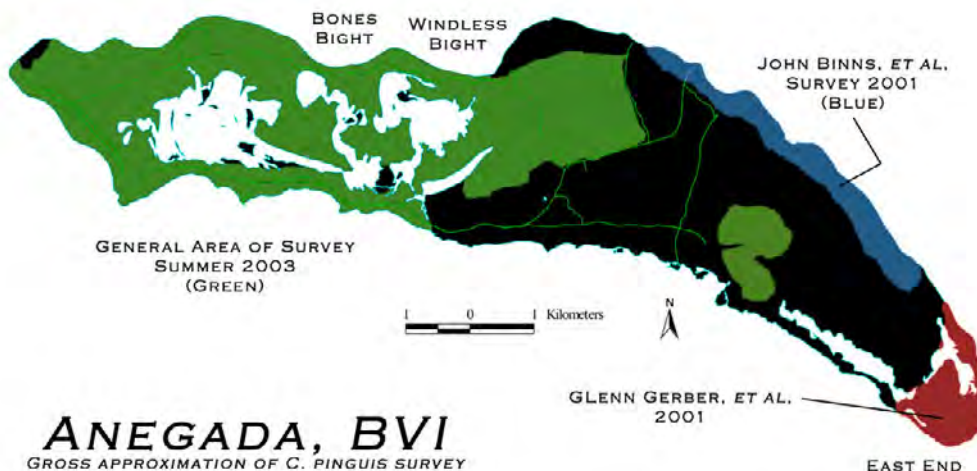 BONES
BIGHT
WINDLESS
BIGHT
JOHN BINNS, ET AL,
SURVEY 2001
(BLUE)
GENERAL AREA OF SURVEY
SUMMER 2003
(GREEN)
1 0 1 Kilometers
N
GLENN GERBER, ET AL,
2001
ANEGADA, BVI
GROSS APPROXIMATION OF C. PINGUIS SURVEY
EAST END